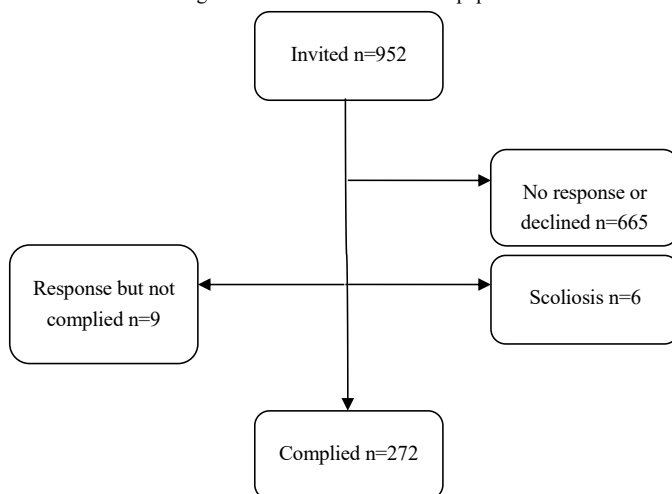 Invited n=952
No response or
declined n=665
Response but not
complied n=9
Scoliosis n=6
Complied n=272